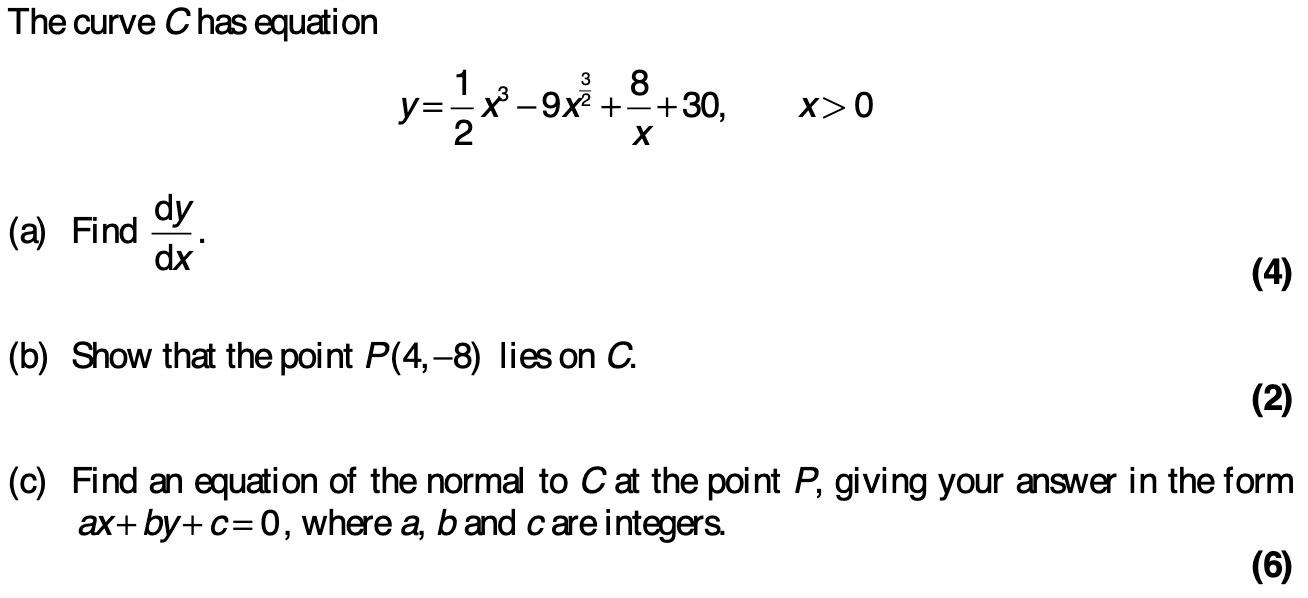 The curve C has equation
y = \frac{1}{2}x^3 − 9x^{\frac{3}{2}} + \frac{8}{x} + 30,    x > 0
(a) Find \frac{dy}{dx}.
(4)
(b) Show that the point P(4, −8) lies on C.
(2)
(c) Find an equation of the normal to C at the point P, giving your answer in the form
ax + by + c = 0, where a, b and c are integers.
(6)